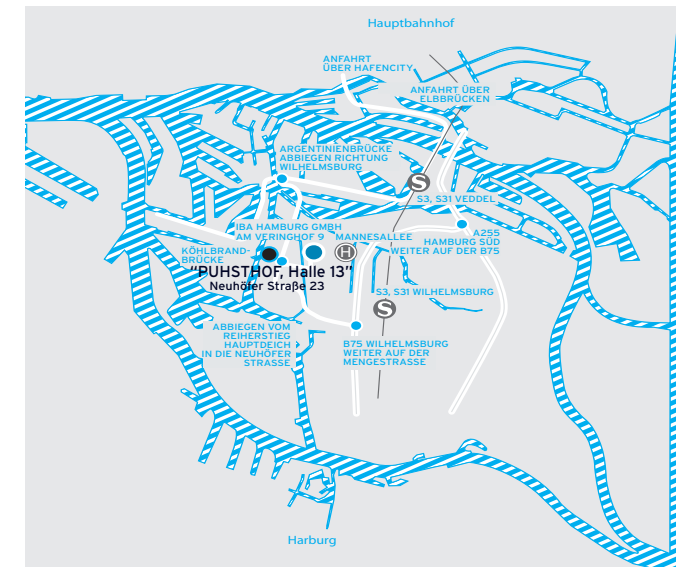 Hauptbahnhof
ANFAHRT
ÜBER HAFENCITY
ANFAHRT ÜBER
ELBBRÜCKEN
ARGENTINIENBRÜCKE
ABBIEGEN RICHTUNG
WILHELMSBURG
S
S3, S31 VEDDEL
IBA HAMBURG GMBH
AM VERINGHOF 9
MANNESALLEE
A255
HAMBURG SÜD
WEITER AUF DER B75
H
KÖHLBRAND-
BRÜCKE
"PUHSTHOF, Halle 13"
Neuhöfer Straße 23
S3, S31 WILHELMSBURG
S
ABBIEGEN VOM
REIHERSTIEG
HAUPTDEICH
IN DIE NEUHÖFER
STRASSE
B75 WILHELMSBURG
WEITER AUF DER
MENGESTRASSE
Harburg